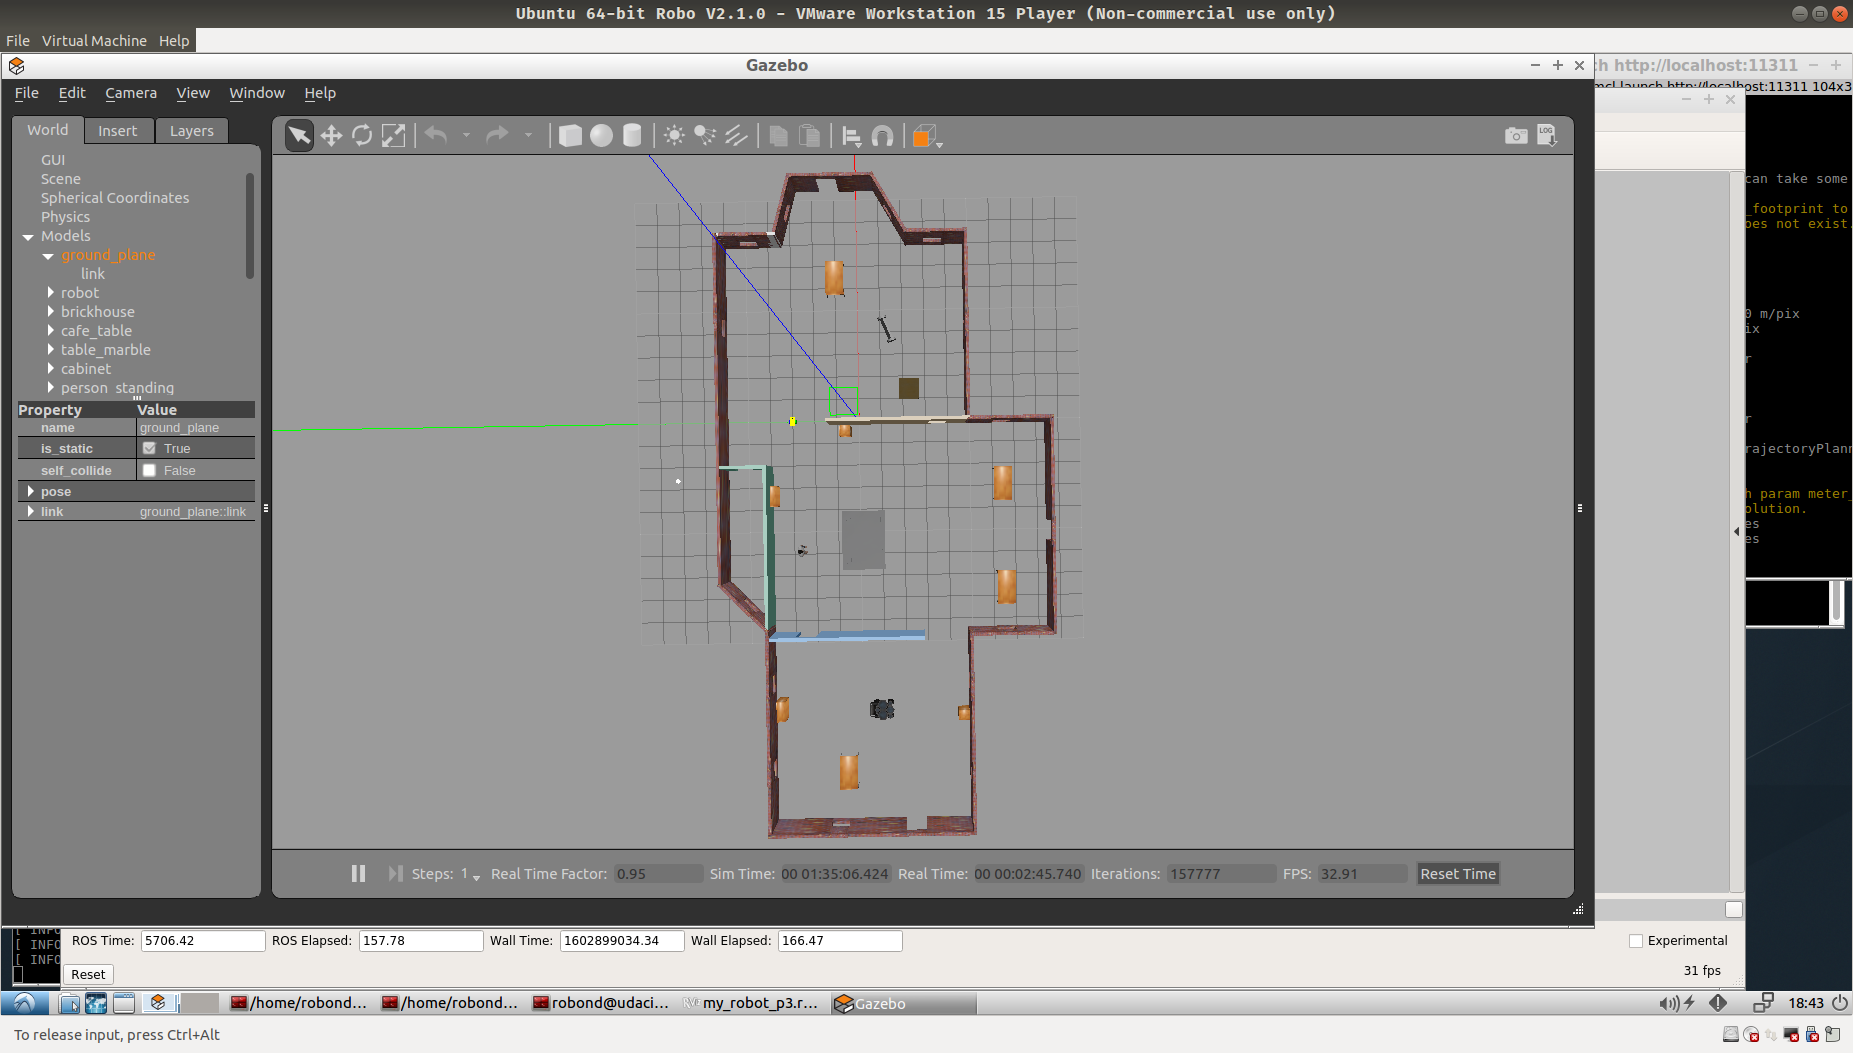 Ubuntu 64-bit Robo V2.1.0 - VMware Workstation 15 Player (Non-commercial use only)
File Virtual Machine Help
Gazebo
http://localhost:11311
File Edit Camera View Window Help
http://localhost:11311 104x3
World Insert Layers
LOG
GUI
Scene
Spherical Coordinates
Physics
Models
ground_plane
link
robot
brickhouse
cafe_table
table_marble
cabinet
person_standing
can take some
_footprint to
oes not exist.
0 m/pix
ix
r
r
rajectoryPlann
h param meter_
olution.
es
es
Property Value
name ground_plane
is_static True
self_collide False
pose
link ground_plane::link
Steps: 1 Real Time Factor: 0.95 Sim Time: 00 01:35:06.424 Real Time: 00 00:02:45.740 Iterations: 157777 FPS: 32.91 Reset Time
[ INFO
[ INFO
[ INFO
ROS Time: 5706.42 ROS Elapsed: 157.78 Wall Time: 1602899034.34 Wall Elapsed: 166.47 Experimental
Reset 31 fps
/home/robond... /home/robond... robond@udaci... my_robot_p3.r... Gazebo 18:43
To release input, press Ctrl+Alt